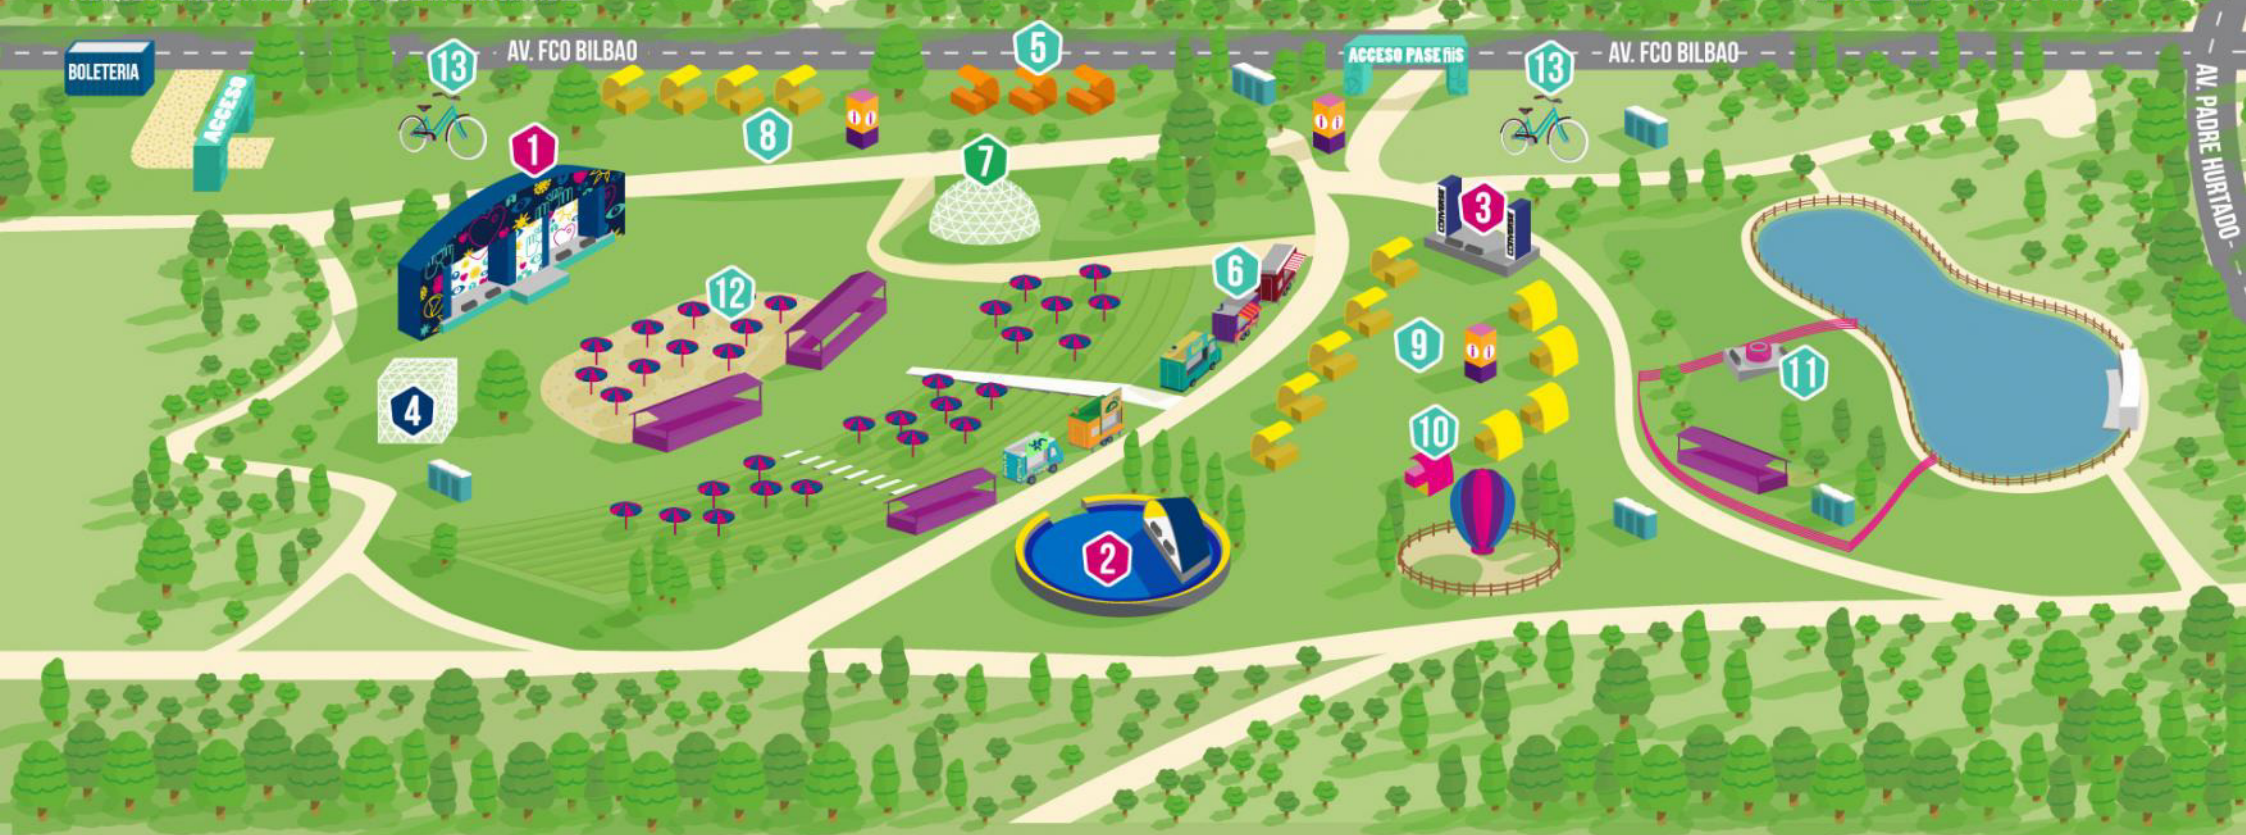 BOLETERIA
ACCESO
13
AV. FCO BILBAO
5
ACCESO PASE ñis
13
AV. FCO BILBAO
AV. PADRE HURTADO
8
i i
i i
1
7
3
6
12
9
i i
11
4
10
2